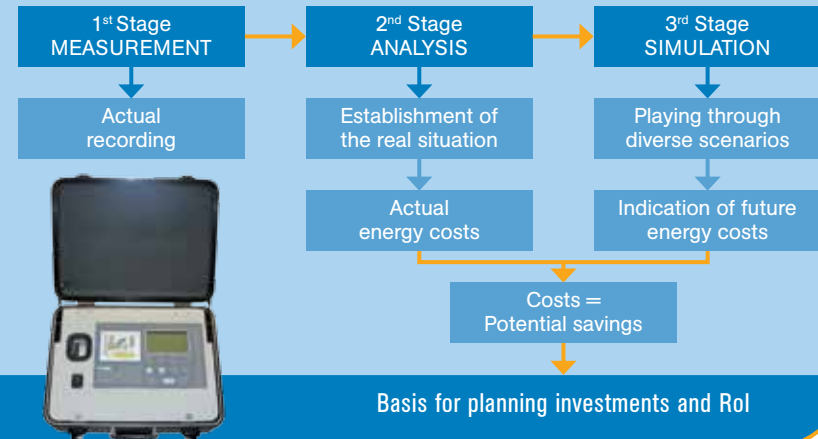 1st Stage
MEASUREMENT
2nd Stage
ANALYSIS
3rd Stage
SIMULATION
Actual
recording
Establishment of
the real situation
Playing through
diverse scenarios
Actual
energy costs
Indication of future
energy costs
Costs =
Potential savings
Basis for planning investments and RoI